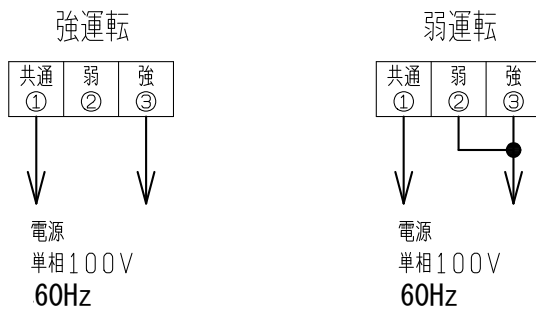 強運転
共通 弱 強
① ② ③
電源
単相100V
60Hz
弱運転
共通 弱 強
① ② ③
電源
単相100V
60Hz